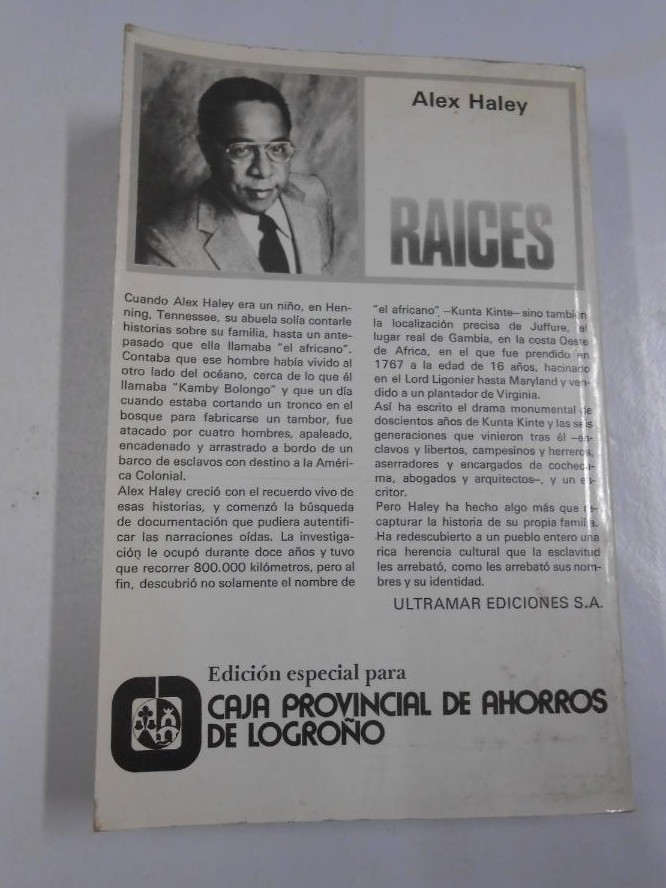 Alex Haley
RAICES
Cuando Alex Haley era un niño, en Hen-
ning, Tennessee, su abuela solía contarle
historias sobre su familia, hasta un ante-
pasado que ella llamaba "el africano".
Contaba que ese hombre había vivido al
otro lado del océano, cerca de lo que él
llamaba "Kamby Bolongo" y que un día
cuando estaba cortando un tronco en el
bosque para fabricarse un tambor, fue
atacado por cuatro hombres, apaleado,
encadenado y arrastrado a bordo de un
barco de esclavos con destino a la Améri-
ca Colonial.
Alex Haley creció con el recuerdo vivo de
esas historias, y comenzó la búsqueda
de documentación que pudiera autentifi-
car las narraciones oídas. La investiga-
ción le ocupó durante doce años y tuvo
que recorrer 800.000 kilómetros, pero al
fin, descubrió no solamente el nombre de
"el africano", —Kunta Kinte— sino también
la localización precisa de Juffure, el
lugar real de Gambia, en la costa Oeste
de Africa, en el que fue prendido en
1767 a la edad de 16 años, hacinado
en el Lord Ligonier hasta Maryland y ven-
dido a un plantador de Virginia.
Así ha escrito el drama monumental de
doscientos años de Kunta Kinte y las seis
generaciones que vinieron tras él —es-
clavos y libertos, campesinos y herreros,
aserradores y encargados de cocheca-
ma, abogados y arquitectos—, y un es-
critor.
Pero Haley ha hecho algo más que re-
capturar la historia de su propia familia.
Ha redescubierto a un pueblo entero una
rica herencia cultural que la esclavitud
les arrebató, como les arrebató sus nom-
bres y su identidad.
ULTRAMAR EDICIONES S.A.
Edición especial para
CAJA PROVINCIAL DE AHORROS
DE LOGROÑO